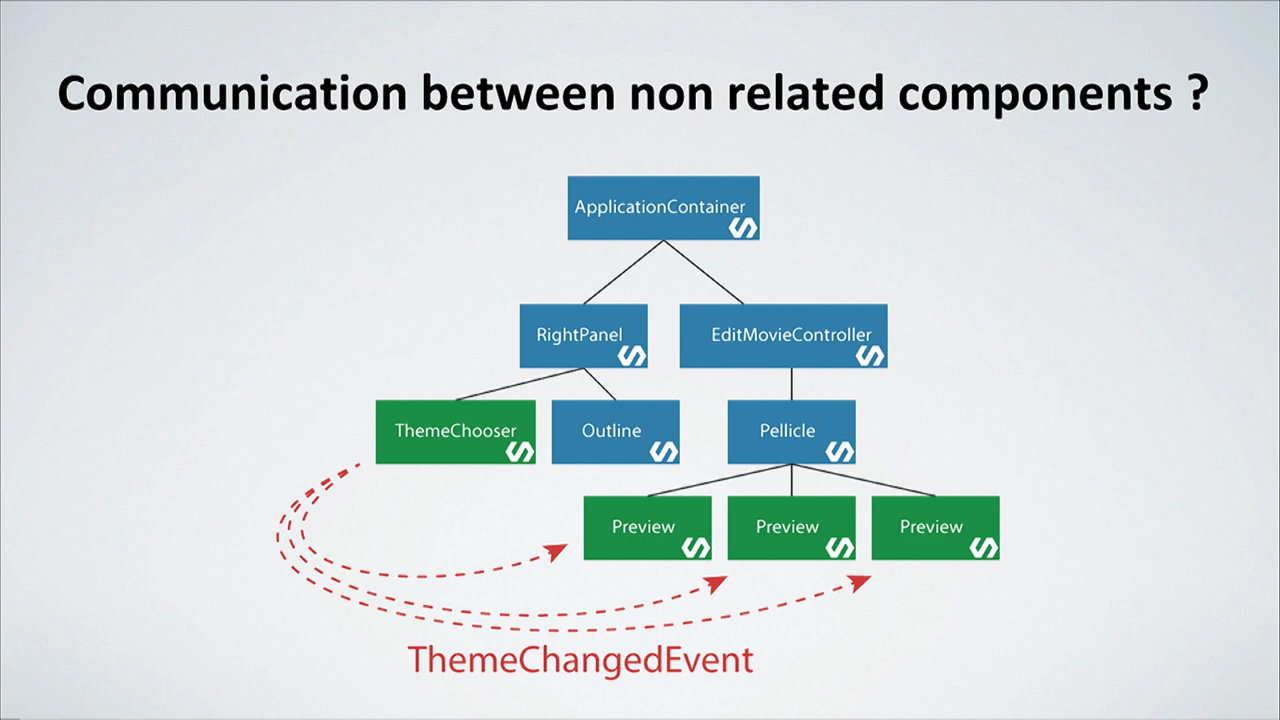 Communication between non related components ?
ApplicationContainer
RightPanel
EditMovieController
ThemeChooser
Outline
Pellicle
Preview
Preview
Preview
ThemeChangedEvent